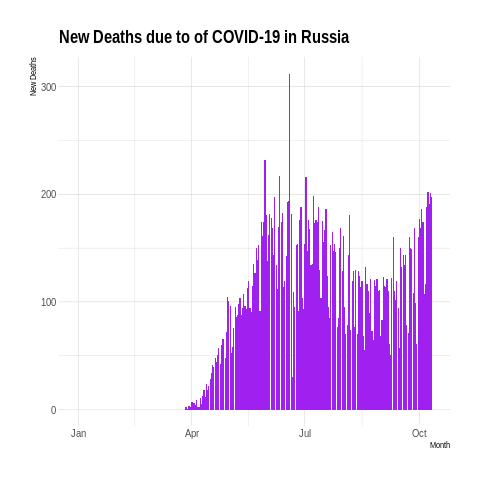 New Deaths due to of COVID-19 in Russia
New Deaths
300
200
100
0
Jan Apr Jul Oct
Month